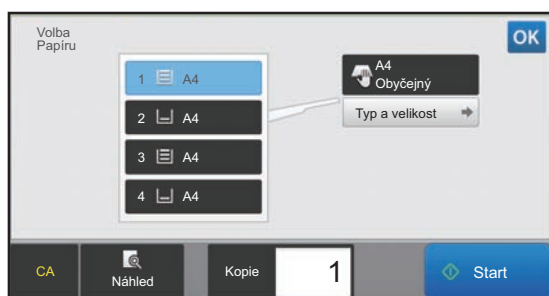 Volba
Papíru
OK
1 A4
2 A4
3 A4
4 A4
A4
Obyčejný
Typ a velikost
CA
Náhled
Kopie
1
Start